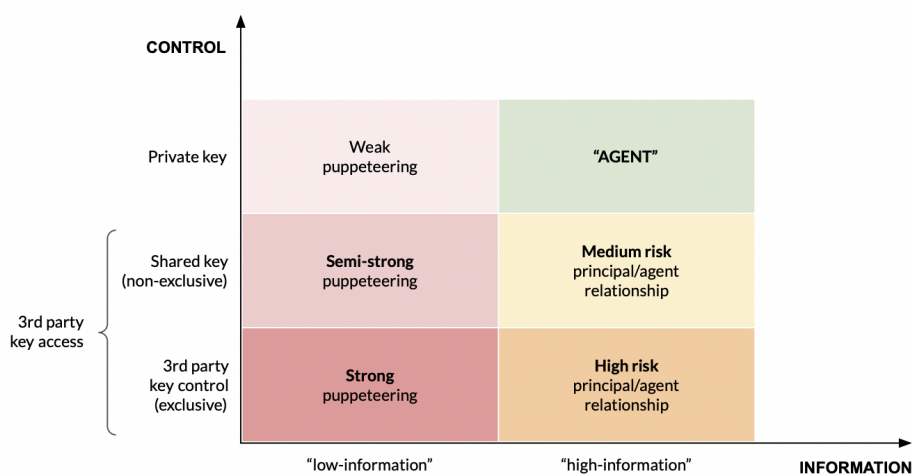 CONTROL
Private key
Weak
puppeteering
“AGENT”
Shared key
(non-exclusive)
Semi-strong
puppeteering
Medium risk
principal/agent
relationship
3rd party
key access
3rd party
key control
(exclusive)
Strong
puppeteering
High risk
principal/agent
relationship
“low-information”
“high-information”
INFORMATION